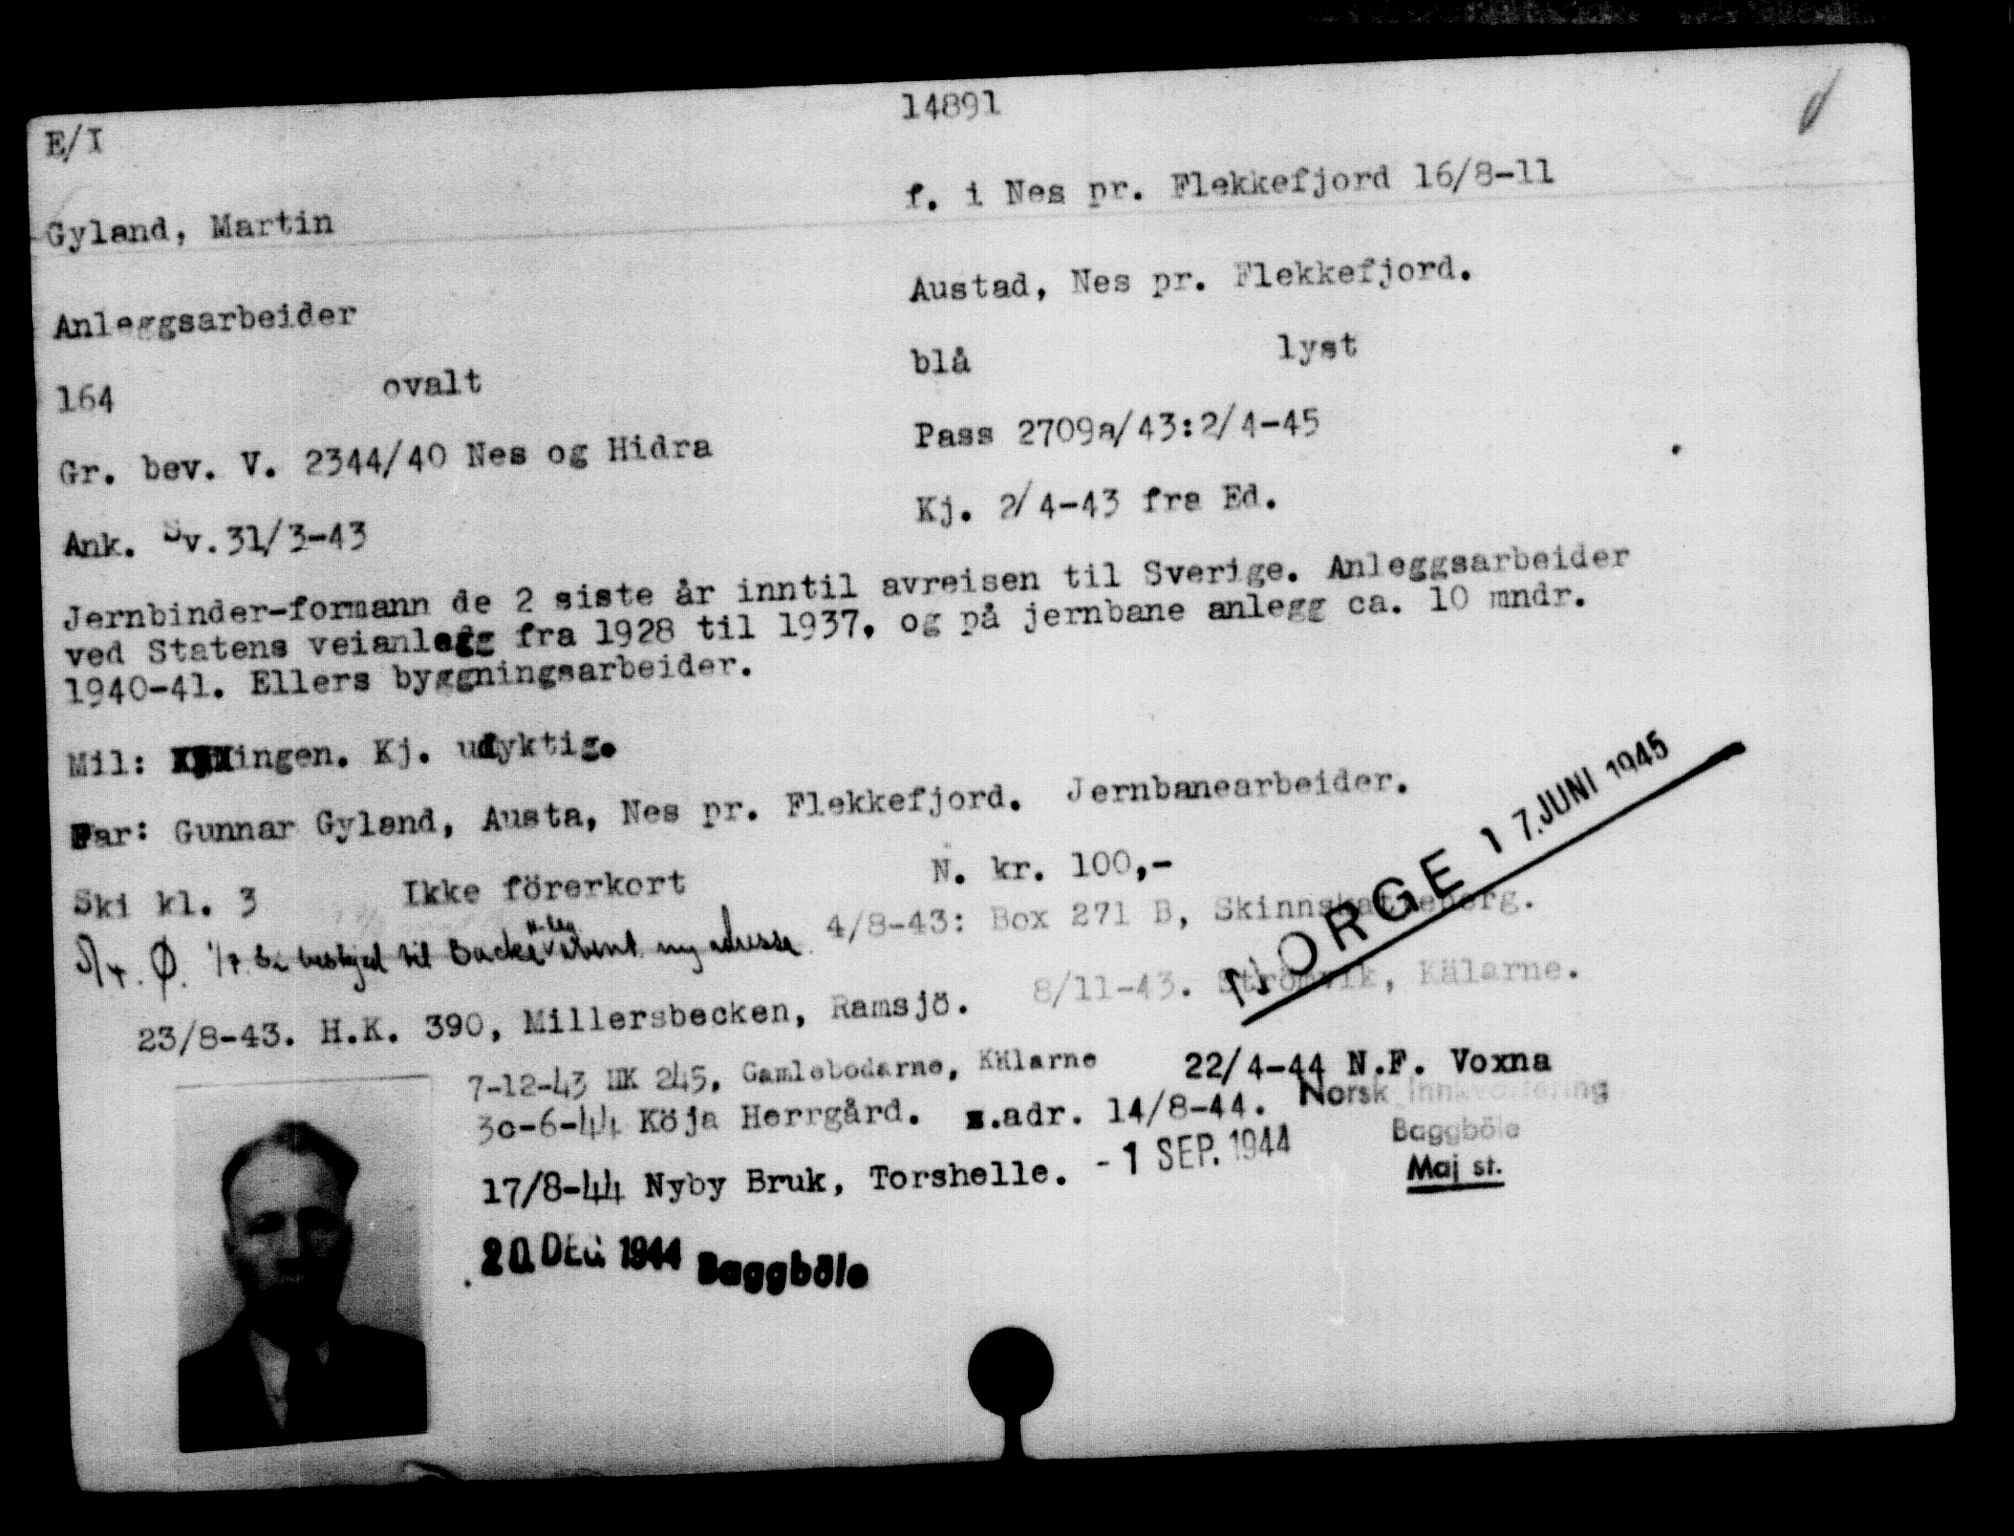 14891
E/I
f. i Nes pr. Flekkefjord 16/8-11
Gyland, Martin
Austad, Nes pr. Flekkefjord.
Anleggsarbeider
blå lyst
164 ovalt
Pass 2709a/43:2/4-45
Gr. bev. V. 2344/40 Nes og Hidra
Kj. 2/4-43 fra Ed.
Ank. Sv.31/3-43
Jernbinder-formann de 2 siste år inntil avreisen til Sverige. Anleggsarbeider
ved Statens veianlegg fra 1928 til 1937, og på jernbane anlegg ca. 10 mndr.
1940-41. Ellers byggningsarbeider.
Mil: ingen. Kj. udyktig.
Far: Gunnar Gyland, Austa, Nes pr. Flekkefjord. Jernbanearbeider.
NORGE 17. JUNI 1945
Ski kl. 3 Ikke förerkort N. kr. 100,-
4/8-43: Box 271 B, Skinnskatteberg.
5/4. Ø. beskjed til ny adresse
23/8-43. H.K. 390, Millersbecken, Ramsjö. 8/11-43. Strömvik, Kälarne.
7-12-43 HK 245, Gamlebodarne, Kälarne 22/4-44 N.F. Voxna
30-6-44 Köja Herrgård. s.adr. 14/8-44. Norsk Innkvartering
Baggböle
17/8-44 Nyby Bruk, Torshelle. -1 SEP. 1944 Maj st.
20. DEC. 1944 Baggböle